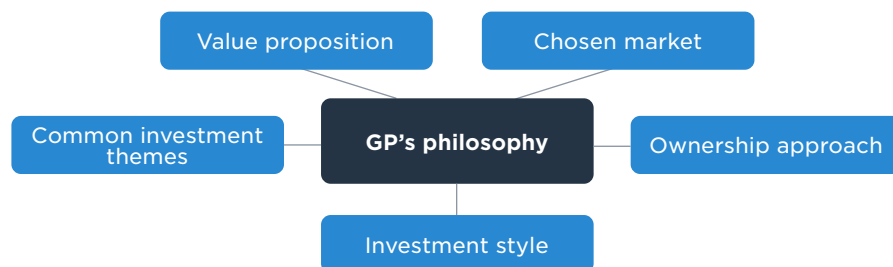 Value proposition
Chosen market
Common investment
themes
GP’s philosophy
Ownership approach
Investment style